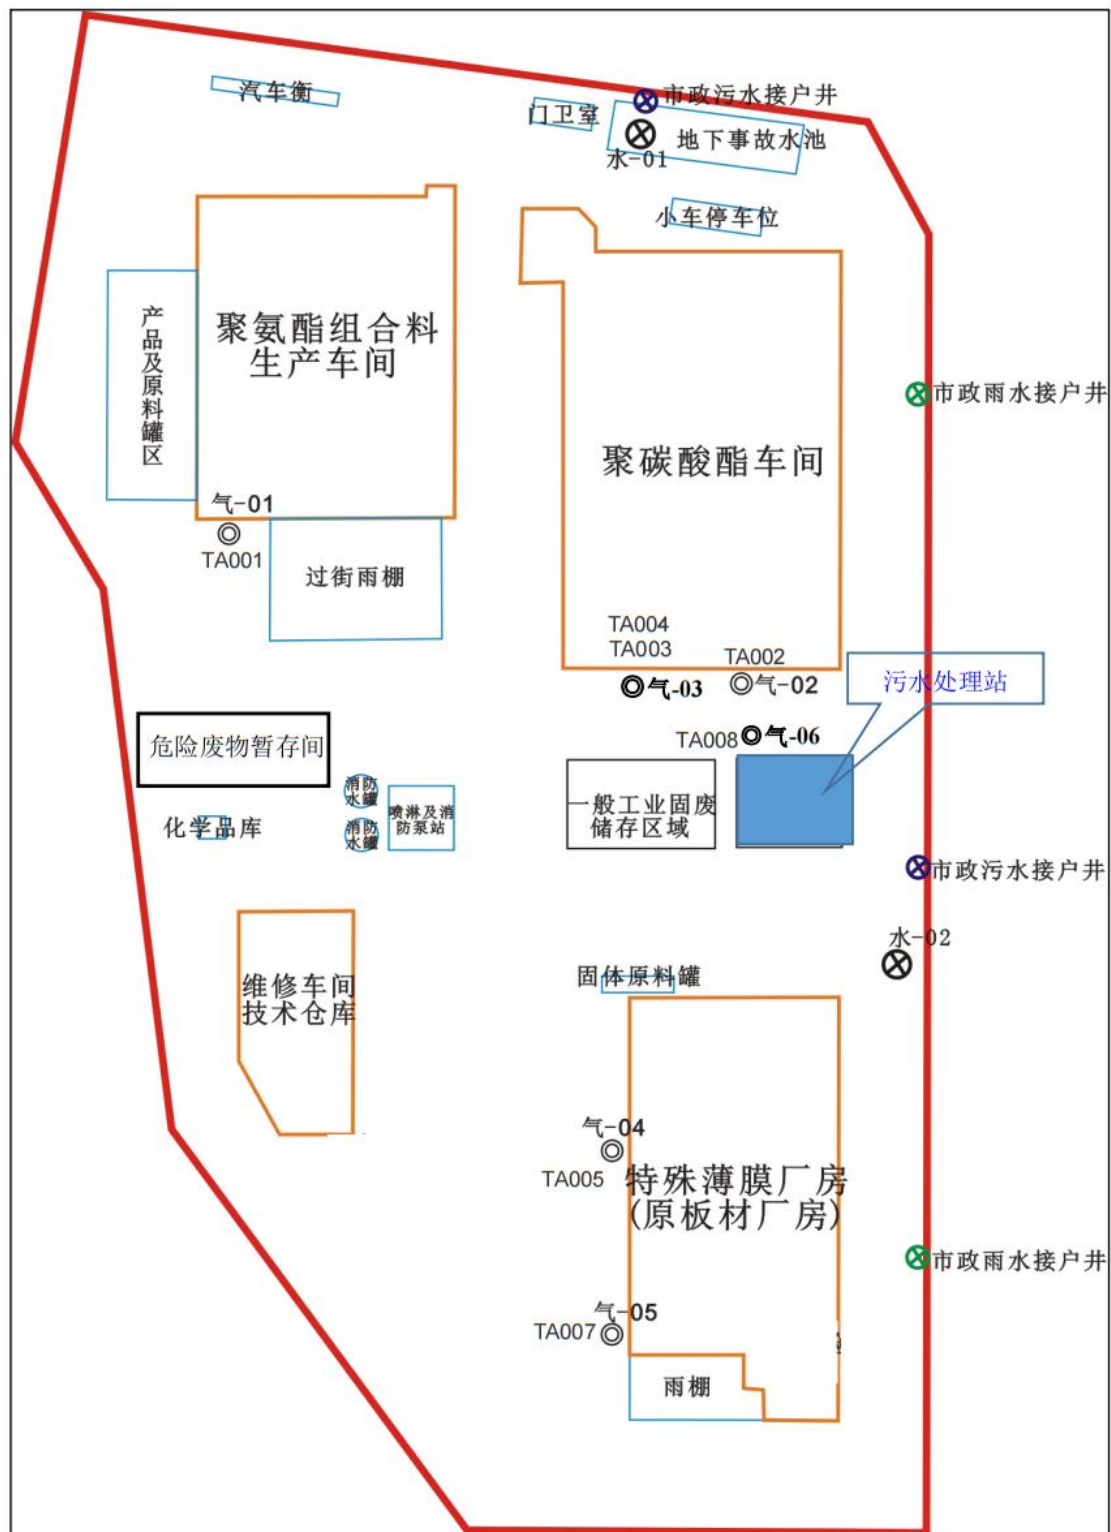 汽车衡
市政污水接户井
门卫室
地下事故水池
水-01
小车停车位
产品及原料罐区
聚氨酯组合料
生产车间
市政雨水接户井
聚碳酸酯车间
气-01
TA001
过街雨棚
TA004
TA003
TA002
气-03
气-02
污水处理站
危险废物暂存间
TA008
气-06
消防
水罐
喷淋及消
防泵站
一般工业固废
储存区域
化学品库
消防
水罐
市政污水接户井
水-02
固体原料罐
维修车间
技术仓库
气-04
TA005
特殊薄膜厂房
(原板材厂房)
市政雨水接户井
气-05
TA007
雨棚